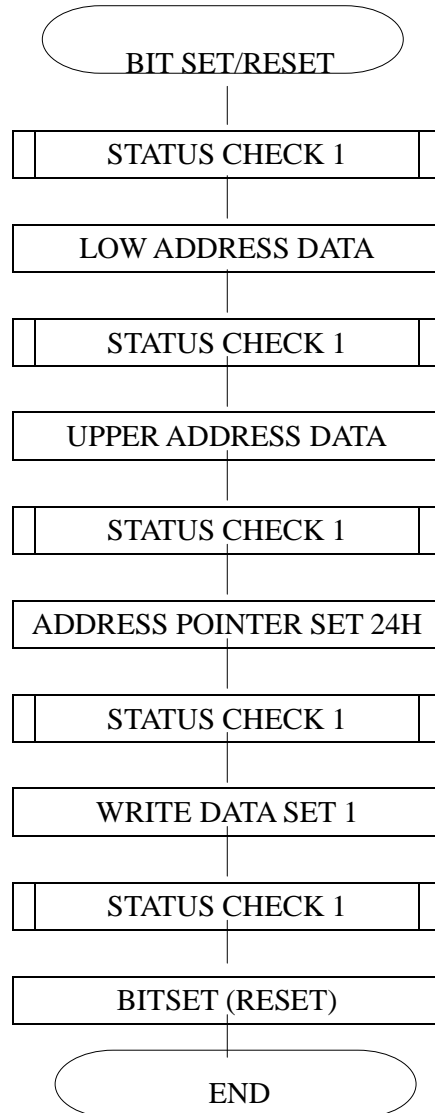 BIT SET/RESET
STATUS CHECK 1
LOW ADDRESS DATA
STATUS CHECK 1
UPPER ADDRESS DATA
STATUS CHECK 1
ADDRESS POINTER SET 24H
STATUS CHECK 1
WRITE DATA SET 1
STATUS CHECK 1
BITSET (RESET)
END